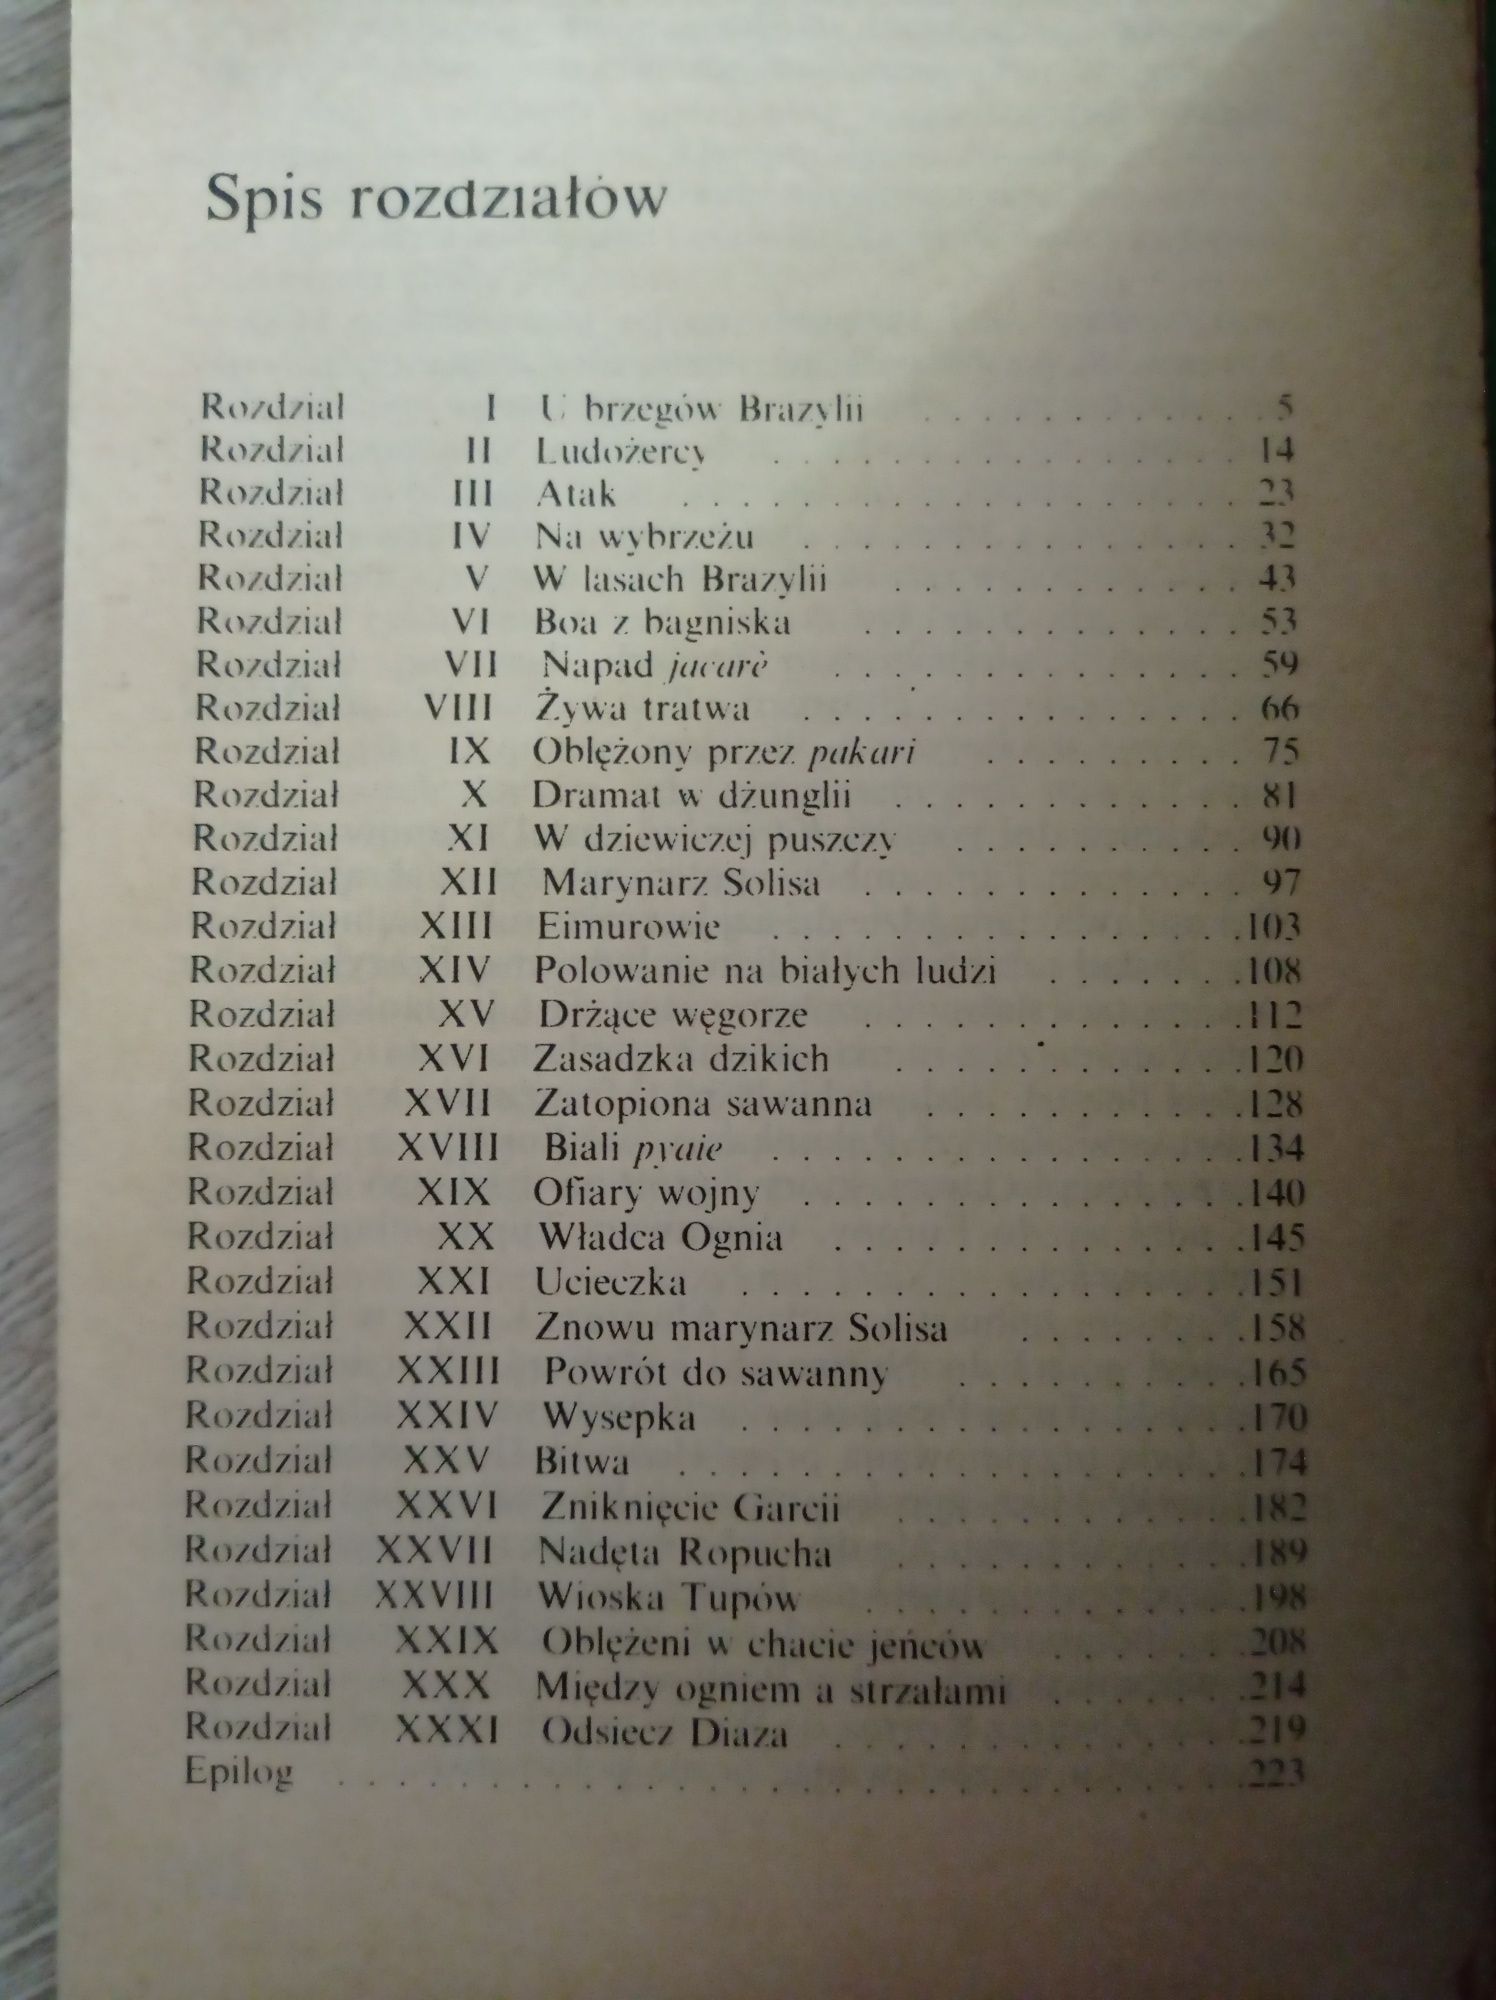 Spis rozdziałów
Rozdział I U brzegów Brazylii . . . . . . . . . . . 5
Rozdział II Ludożercy . . . . . . . . . . . . . . . . 14
Rozdział III Atak . . . . . . . . . . . . . . . . . . . 23
Rozdział IV Na wybrzeżu . . . . . . . . . . . . . . . 32
Rozdział V W lasach Brazylii . . . . . . . . . . . . 43
Rozdział VI Boa z bagniska . . . . . . . . . . . . . 53
Rozdział VII Napad jacarè . . . . . . . . . . . . . . 59
Rozdział VIII Żywa tratwa . . . . . . . . . . . . . . . 66
Rozdział IX Oblężony przez pakari . . . . . . . . . 75
Rozdział X Dramat w dżunglii . . . . . . . . . . . . 81
Rozdział XI W dziewiczej puszczy . . . . . . . . . . 90
Rozdział XII Marynarz Solisa . . . . . . . . . . . . . 97
Rozdział XIII Eimurowie . . . . . . . . . . . . . . . . 103
Rozdział XIV Polowanie na białych ludzi . . . . . . . 108
Rozdział XV Drżące węgorze . . . . . . . . . . . . . 112
Rozdział XVI Zasadzka dzikich . . . . . . . . . . . . 120
Rozdział XVII Zatopiona sawanna . . . . . . . . . . . 128
Rozdział XVIII Biali pyaie . . . . . . . . . . . . . . . . 134
Rozdział XIX Ofiary wojny . . . . . . . . . . . . . . . 140
Rozdział XX Władca Ognia . . . . . . . . . . . . . . 145
Rozdział XXI Ucieczka . . . . . . . . . . . . . . . . . 151
Rozdział XXII Znowu marynarz Solisa . . . . . . . . 158
Rozdział XXIII Powrót do sawanny . . . . . . . . . . 165
Rozdział XXIV Wysepka . . . . . . . . . . . . . . . . . 170
Rozdział XXV Bitwa . . . . . . . . . . . . . . . . . . . 174
Rozdział XXVI Zniknięcie Garcii . . . . . . . . . . . . 182
Rozdział XXVII Nadęta Ropucha . . . . . . . . . . . . 189
Rozdział XXVIII Wioska Tupów . . . . . . . . . . . . . 198
Rozdział XXIX Oblężeni w chacie jeńców . . . . . . . 208
Rozdział XXX Między ogniem a strzałami . . . . . . . 214
Rozdział XXXI Odsiecz Diaza . . . . . . . . . . . . . . 219
Epilog . . . . . . . . . . . . . . . . . . . . . . . . . . . . . . 223